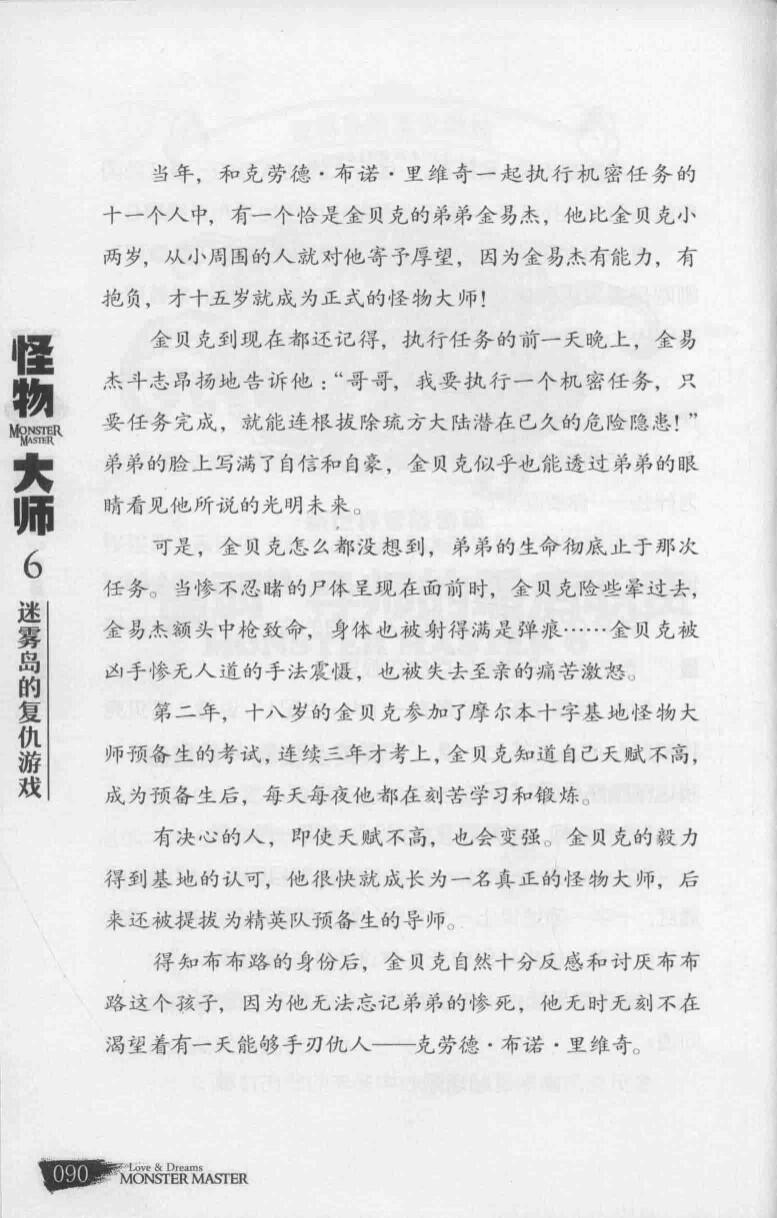 当年，和克劳德·布诺·里维奇一起执行机密任务的
十一个人中，有一个恰是金贝克的弟弟金易杰，他比金贝克小
两岁，从小周围的人就对他寄予厚望，因为金易杰有能力，有
抱负，才十五岁就成为正式的怪物大师！
金贝克到现在都还记得，执行任务的前一天晚上，金易
杰斗志昂扬地告诉他：“哥哥，我要执行一个机密任务，只
要任务完成，就能连根拔除琉方大陆潜在已久的危险隐患！”
弟弟的脸上写满了自信和自豪，金贝克似乎也能透过弟弟的眼
睛看见他所说的光明未来。
可是，金贝克怎么都没想到，弟弟的生命彻底止于那次
任务。当惨不忍睹的尸体呈现在面前时，金贝克险些晕过去，
金易杰额头中枪致命，身体也被射得满是弹痕……金贝克被
凶手惨无人道的手法震慑，也被失去至亲的痛苦激怒。
第二年，十八岁的金贝克参加了摩尔本十字基地怪物大
师预备生的考试，连续三年才考上，金贝克知道自己天赋不高，
成为预备生后，每天每夜他都在刻苦学习和锻炼。
有决心的人，即使天赋不高，也会变强。金贝克的毅力
得到基地的认可，他很快就成长为一名真正的怪物大师，后
来还被提拔为精英队预备生的导师。
得知布布路的身份后，金贝克自然十分反感和讨厌布布
路这个孩子，因为他无法忘记弟弟的惨死，他无时无刻不在
渴望着有一天能够手刃仇人——克劳德·布诺·里维奇。
怪物
MONSTER
MASTER
大师
6
迷雾岛的复仇游戏
090
Love & Dreams
MONSTER MASTER